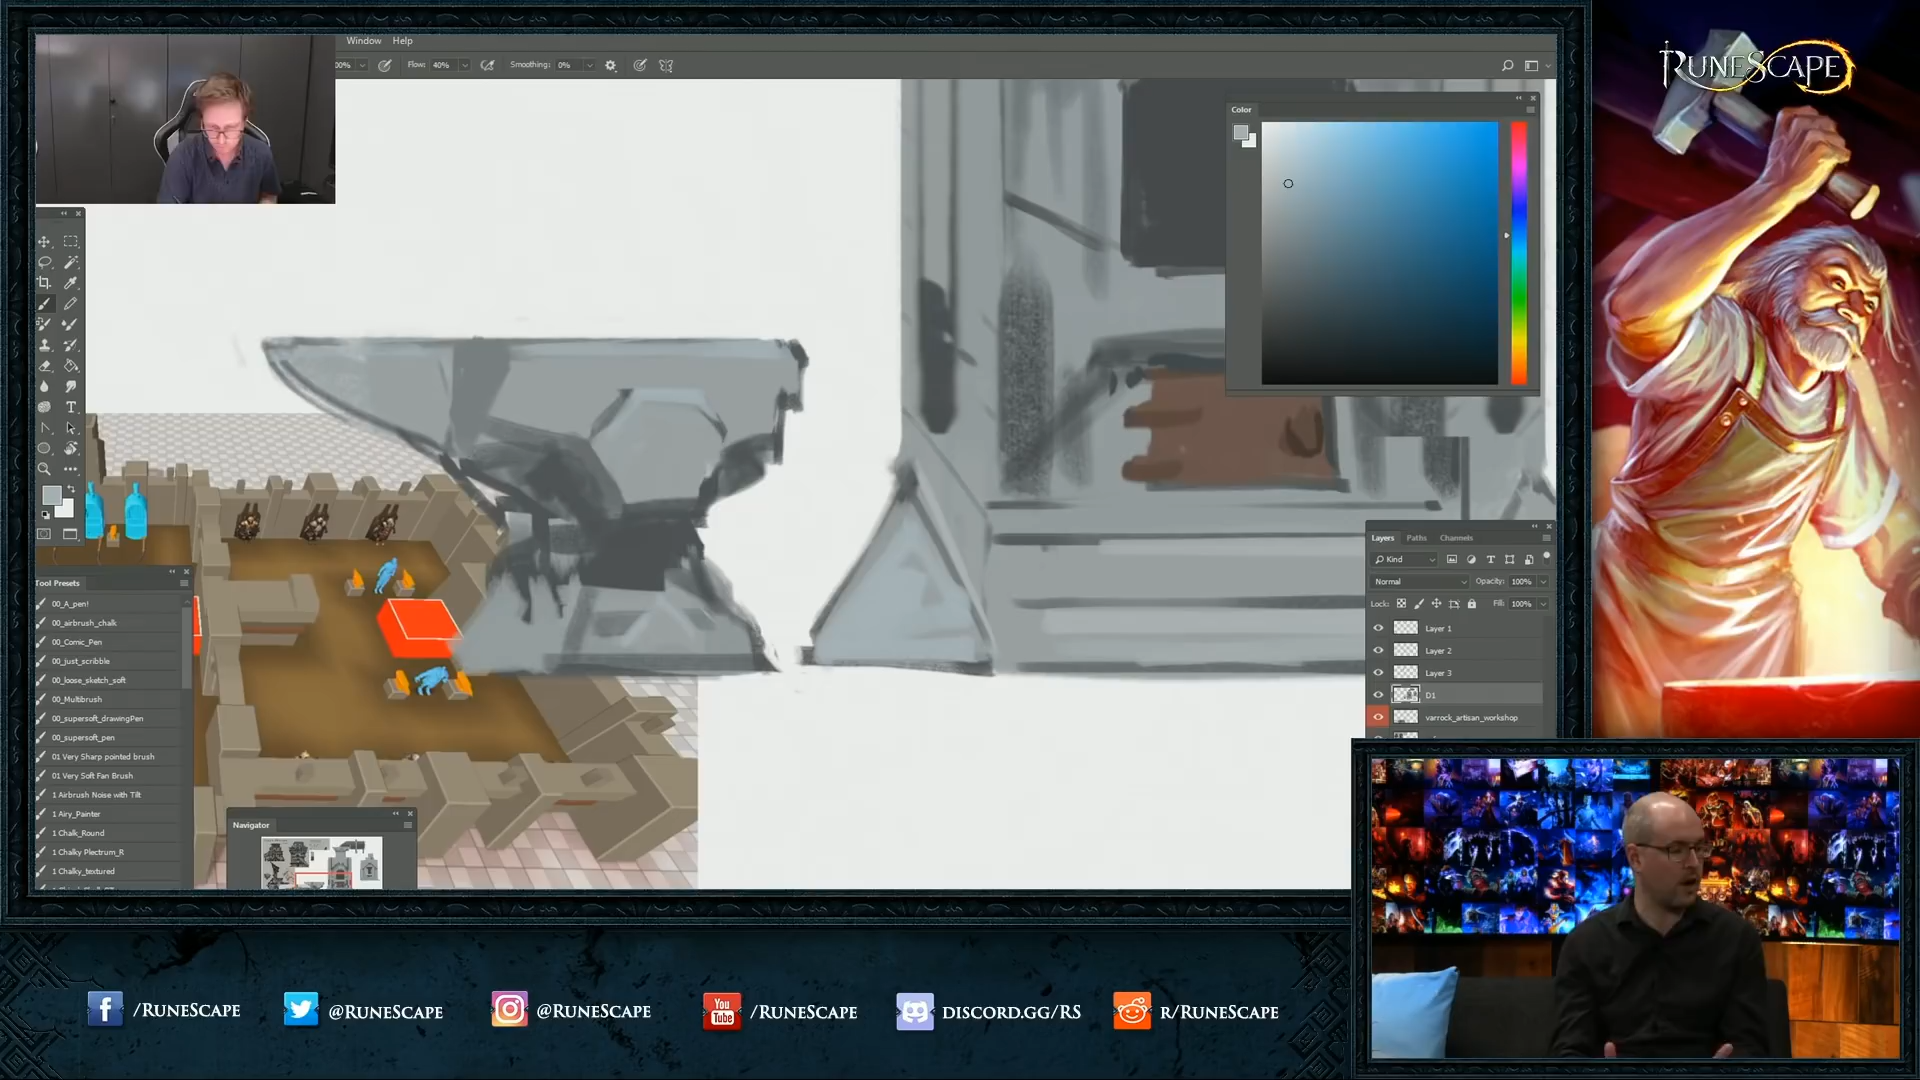 Window Help
00% Flow: 40% Smoothing: 0%
RuneScape
Color
Tool Presets
00_A_pen!
00_airbrush_chalk
00_Comic_Pen
00_just_scribble
00_loose_sketch_soft
00_Multibrush
00_supersoft_drawingPen
00_supersoft_pen
01 Very Sharp pointed brush
01 Very Soft Fan Brush
1 Airbrush Noise with Tilt
1 Airy_Painter
1 Chalk_Round
1 Chalky Plectrum_R
1 Chalky_textured
Navigator
Layers Paths Channels
Kind
Normal Opacity: 100%
Lock: Fill: 100%
Layer 1
Layer 2
Layer 3
D1
varrock_artisan_workshop
/RuneScape
@RuneScape
@RuneScape
You Tube
/RuneScape
discord.gg/RS
r/RuneScape